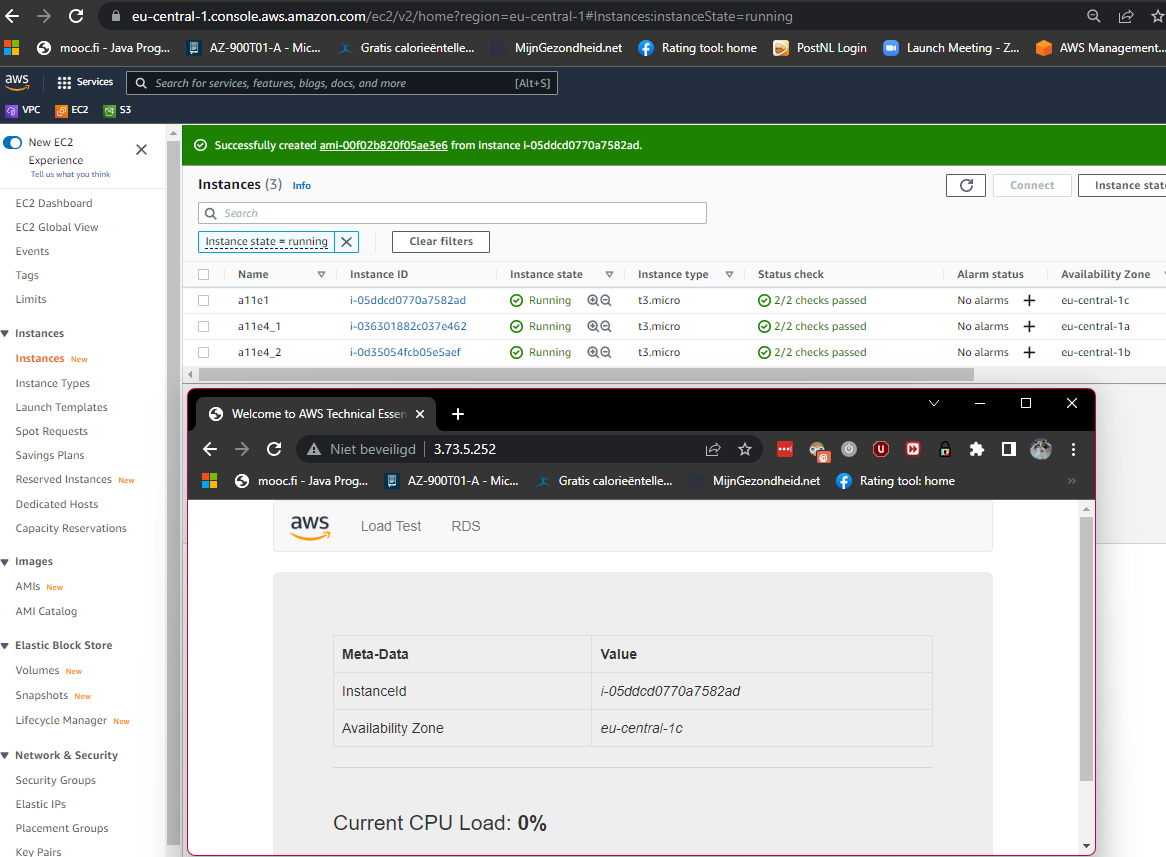 eu-central-1.console.aws.amazon.com/ec2/v2/home?region=eu-central-1#Instances:instanceState=running
mooc.fi - Java Prog... AZ-900T01-A - Mic... Gratis calorieëntelle... MijnGezondheid.net Rating tool: home PostNL Login Launch Meeting - Z... AWS Management...
aws Services Search for services, features, blogs, docs, and more [Alt+S]
VPC EC2 S3
New EC2
Experience
Tell us what you think
EC2 Dashboard
EC2 Global View
Events
Tags
Limits
Instances
Instances New
Instance Types
Launch Templates
Spot Requests
Savings Plans
Reserved Instances New
Dedicated Hosts
Capacity Reservations
Images
AMIs New
AMI Catalog
Elastic Block Store
Volumes New
Snapshots New
Lifecycle Manager New
Network & Security
Security Groups
Elastic IPs
Placement Groups
Key Pairs
Successfully created ami-00f02b820f05ae3e6 from instance i-05ddcd0770a7582ad.
Instances (3) Info Connect Instance stat
Search
Instance state = running Clear filters
Name Instance ID Instance state Instance type Status check Alarm status Availability Zone
a11e1 i-05ddcd0770a7582ad Running t3.micro 2/2 checks passed No alarms eu-central-1c
a11e4_1 i-036301882c037e462 Running t3.micro 2/2 checks passed No alarms eu-central-1a
a11e4_2 i-0d35054fcb05e5aef Running t3.micro 2/2 checks passed No alarms eu-central-1b
Welcome to AWS Technical Essen
Niet beveiligd 3.73.5.252
mooc.fi - Java Prog... AZ-900T01-A - Mic... Gratis calorieëntelle... MijnGezondheid.net Rating tool: home
aws Load Test RDS
Meta-Data Value
InstanceId i-05ddcd0770a7582ad
Availability Zone eu-central-1c
Current CPU Load: 0%